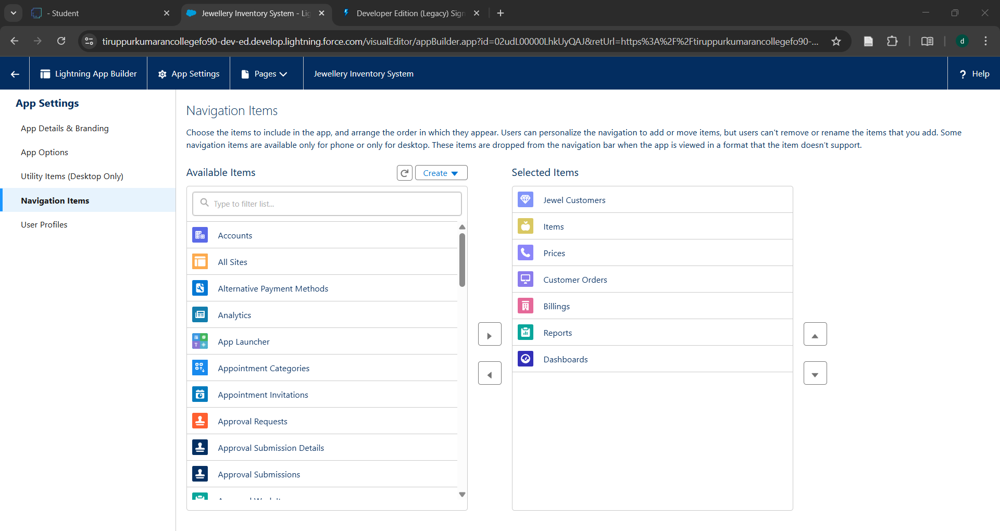 - Student
Jewellery Inventory System - Lig
Developer Edition (Legacy) Sign
tiruppurkumarancollegefo90-dev-ed.develop.lightning.force.com/visualEditor/appBuilder.app?id=02udL00000LhkUyQAJ&retUrl=https%3A%2F%2Ftiruppurkumarancollegefo90-...
d
Lightning App Builder
App Settings
Pages
Jewellery Inventory System
? Help
App Settings
App Details & Branding
App Options
Utility Items (Desktop Only)
Navigation Items
User Profiles
Navigation Items
Choose the items to include in the app, and arrange the order in which they appear. Users can personalize the navigation to add or move items, but users can't remove or rename the items that you add. Some
navigation items are available only for phone or only for desktop. These items are dropped from the navigation bar when the app is viewed in a format that the item doesn’t support.
Available Items
Create
Type to filter list...
Accounts
All Sites
Alternative Payment Methods
Analytics
App Launcher
Appointment Categories
Appointment Invitations
Approval Requests
Approval Submission Details
Approval Submissions
Selected Items
Jewel Customers
Items
Prices
Customer Orders
Billings
Reports
Dashboards